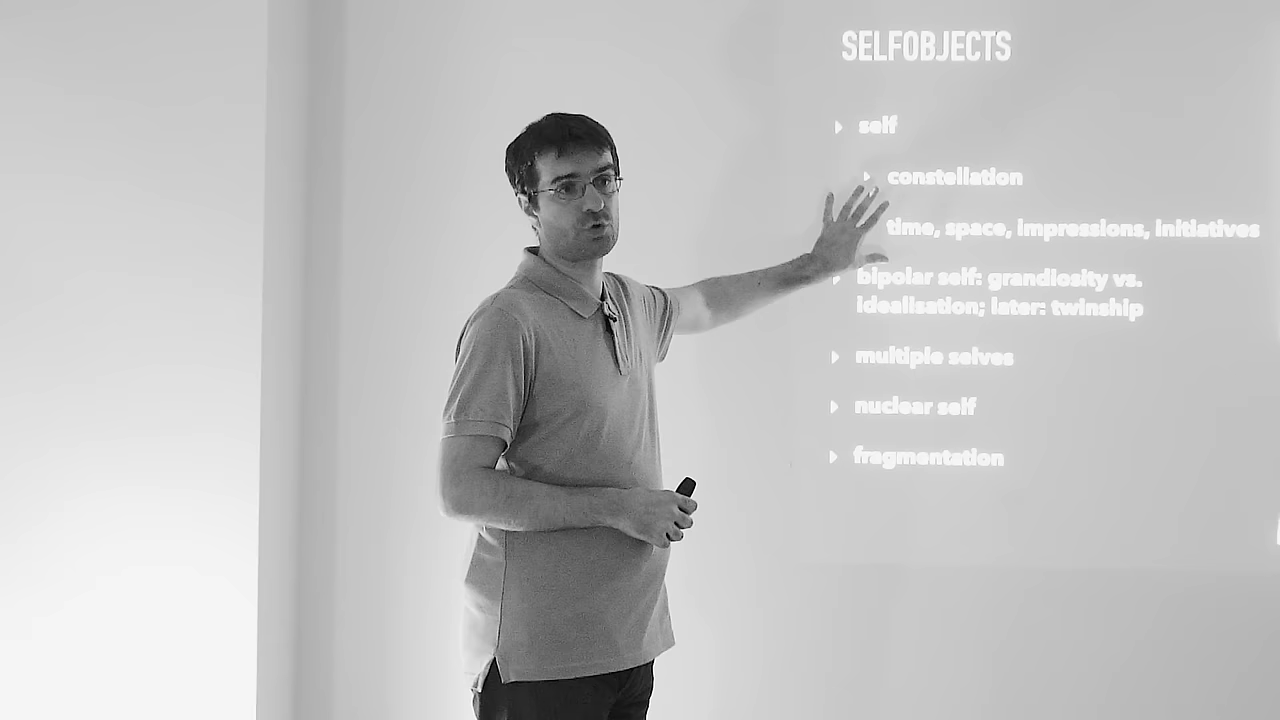 SELFOBJECTS
self
constellation
time, space, impressions, initiatives
bipolar self: grandiosity vs.
idealisation; later: twinship
multiple selves
nuclear self
fragmentation